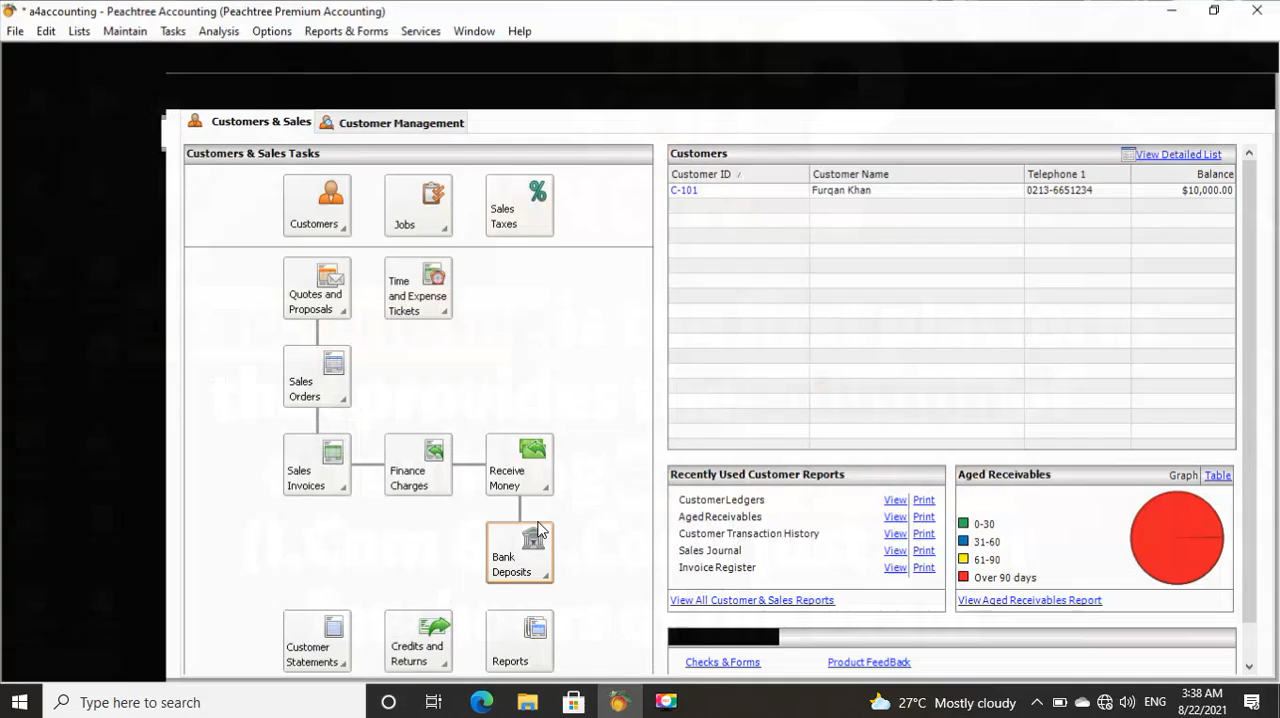 * a4accounting - Peachtree Accounting (Peachtree Premium Accounting)
File Edit Lists Maintain Tasks Analysis Options Reports & Forms Services Window Help
Customers & Sales
Customer Management
Customers & Sales Tasks
Customers
Jobs
Sales
Taxes
Quotes and
Proposals
Time
and Expense
Tickets
Sales
Orders
Sales
Invoices
Finance
Charges
Receive
Money
Bank
Deposits
Customer
Statements
Credits and
Returns
Reports
Customers
View Detailed List
Customer ID / Customer Name Telephone 1 Balance
C-101 Furqan Khan 0213-6651234 $10,000.00
Recently Used Customer Reports
Customer Ledgers View Print
Aged Receivables View Print
Customer Transaction History View Print
Sales Journal View Print
Invoice Register View Print
View All Customer & Sales Reports
Aged Receivables
Graph Table
0-30
31-60
61-90
Over 90 days
View Aged Receivables Report
Checks & Forms
Product FeedBack
Type here to search
27°C Mostly cloudy
ENG
3:38 AM
8/22/2021